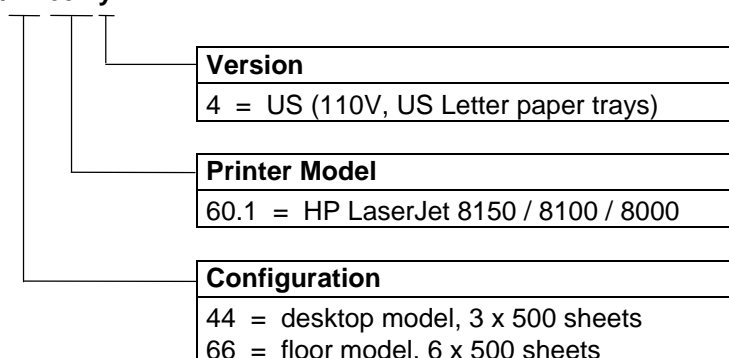 Version
4 = US (110V, US Letter paper trays)
Printer Model
60.1 = HP LaserJet 8150 / 8100 / 8000
Configuration
44 = desktop model, 3 x 500 sheets
66 = floor model, 6 x 500 sheets